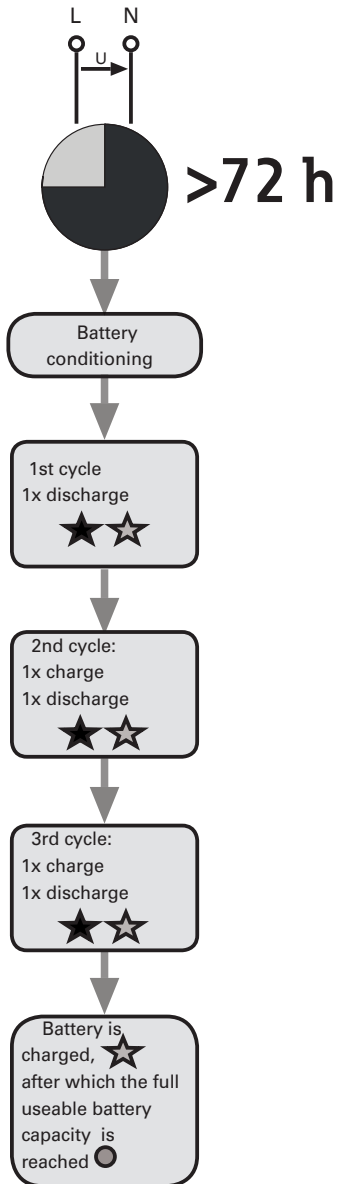 L N
U
>72 h
Battery
conditioning
1st cycle
1x discharge
2nd cycle:
1x charge
1x discharge
3rd cycle:
1x charge
1x discharge
Battery is
charged,
after which the full
useable battery
capacity is
reached